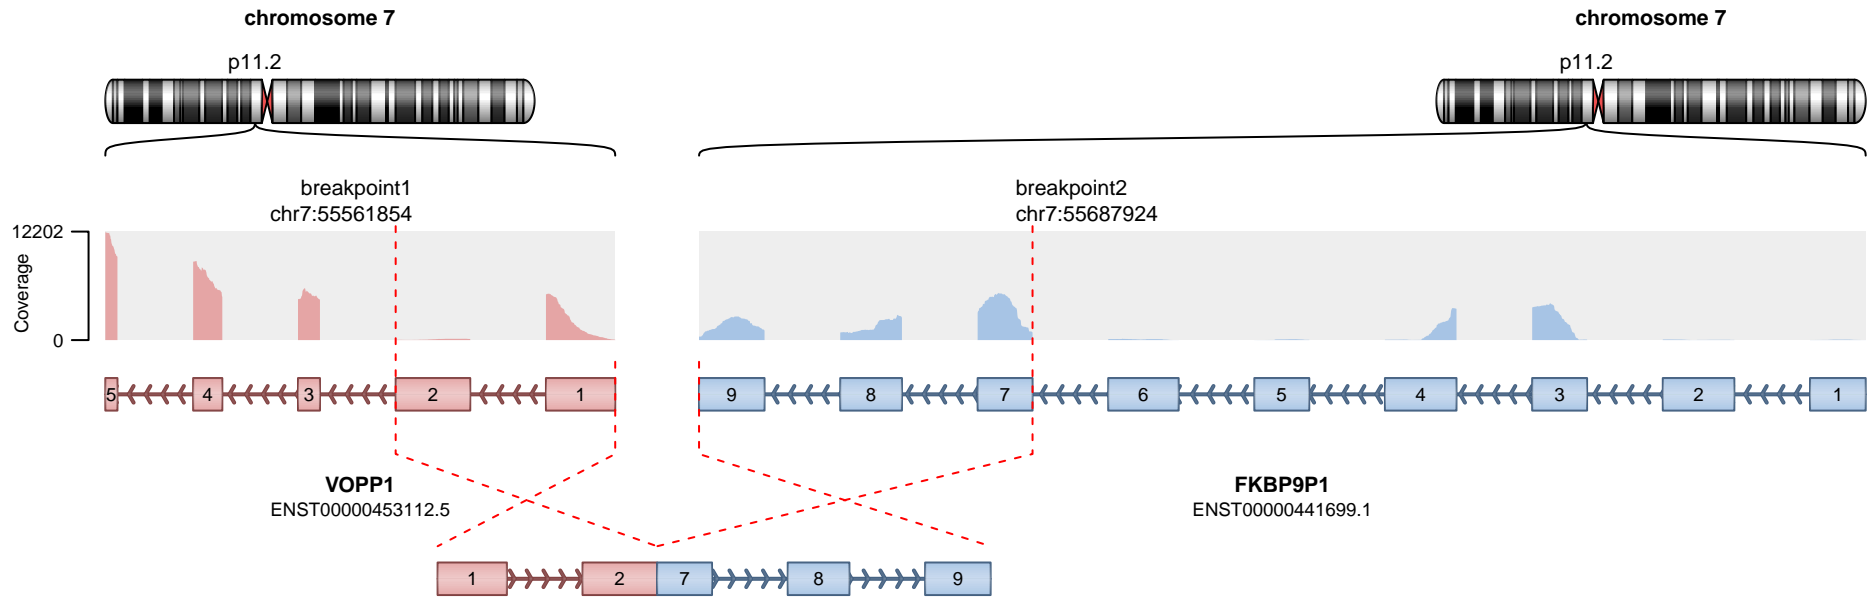 chromosome 7
chromosome 7
p11.2
p11.2
breakpoint1
chr7:55561854
breakpoint2
chr7:55687924
12202
Coverage
0
5 4 3 2 1
9 8 7 6 5 4 3 2 1
VOPP1
ENST00000453112.5
FKBP9P1
ENST00000441699.1
1 2 7 8 9